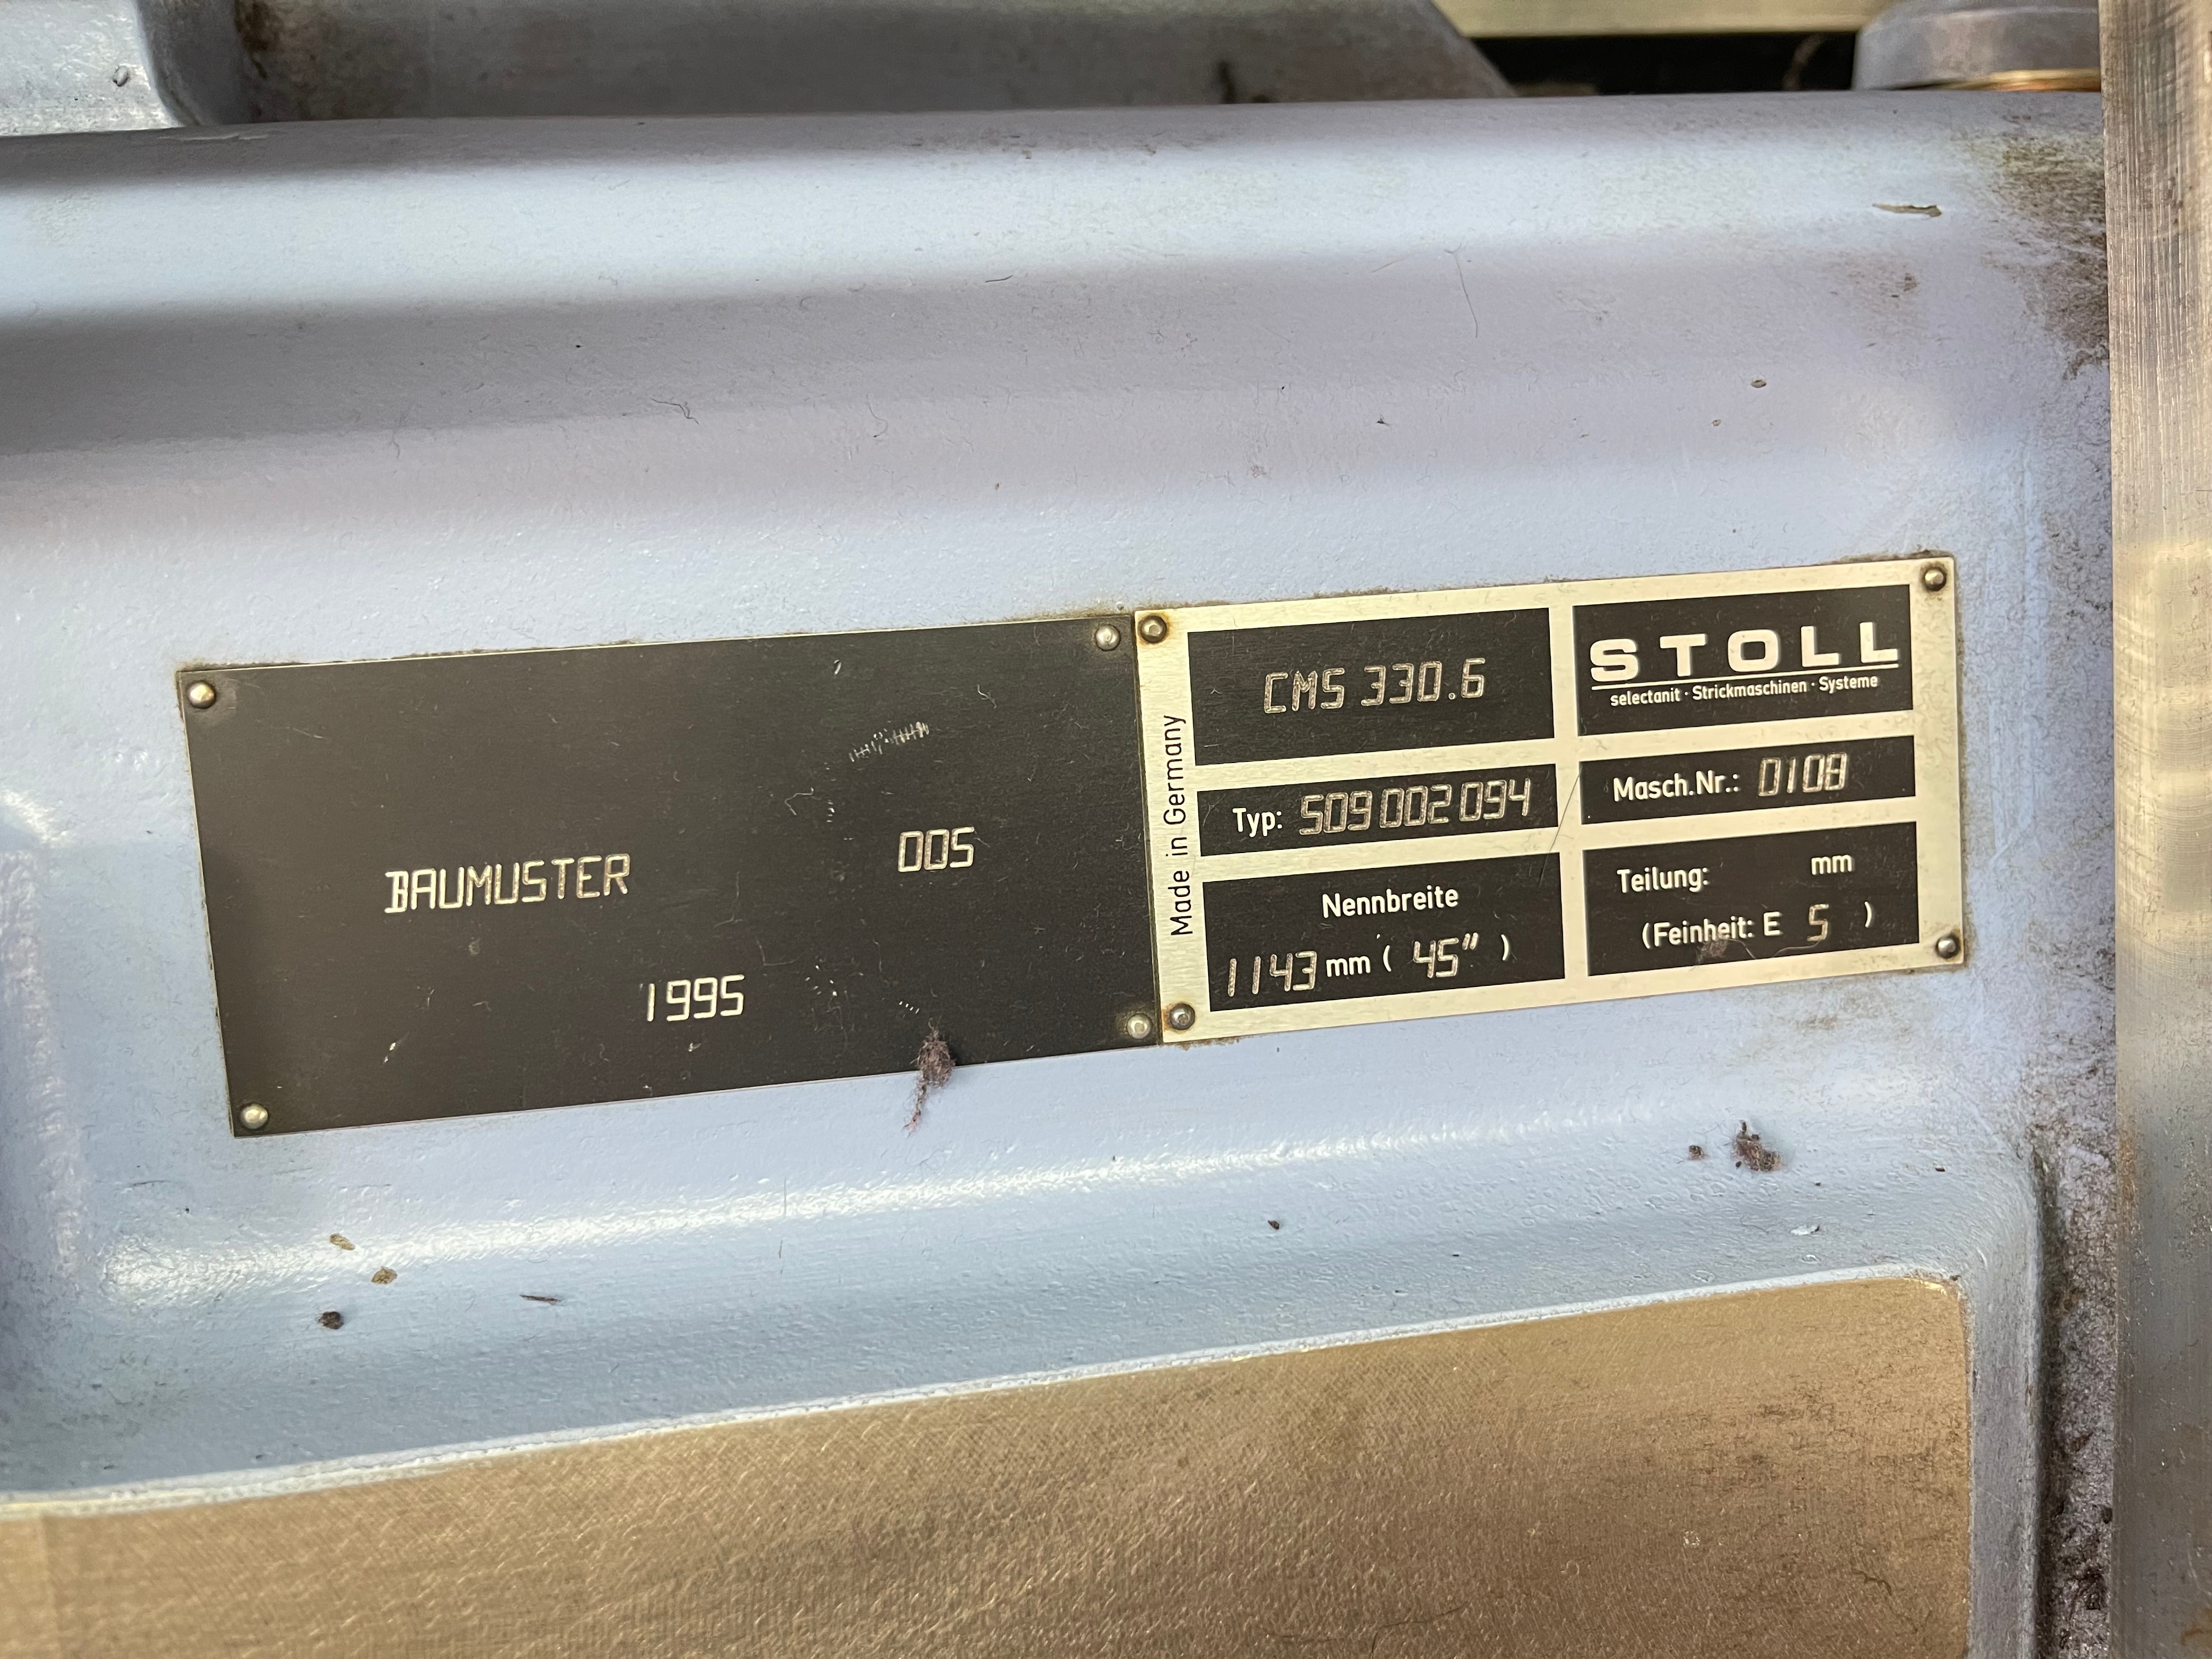 BAUMUSTER 005
1995
Made in Germany
CMS 330.6
STOLL
selectanit · Strickmaschinen · Systeme
Typ: 509 002 094
Masch.Nr.: 0108
Nennbreite
1143 mm ( 45" )
Teilung: mm
(Feinheit: E 5 )